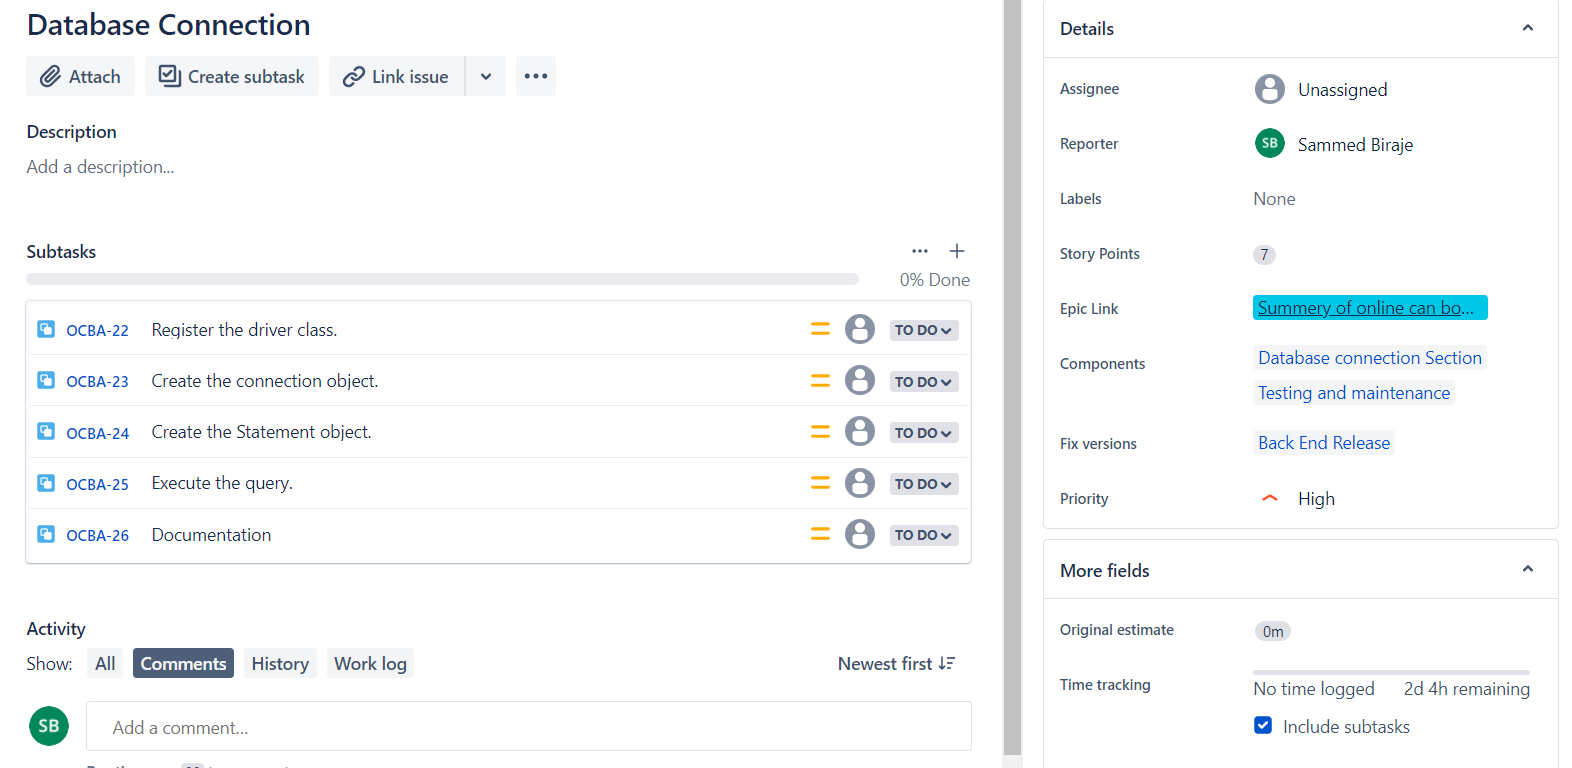 Database Connection
Attach
Create subtask
Link issue
Description
Add a description...
Subtasks
0% Done
OCBA-22 Register the driver class. TO DO
OCBA-23 Create the connection object. TO DO
OCBA-24 Create the Statement object. TO DO
OCBA-25 Execute the query. TO DO
OCBA-26 Documentation TO DO
Activity
Show: All Comments History Work log Newest first
SB Add a comment...
Details
Assignee Unassigned
Reporter SB Sammed Biraje
Labels None
Story Points 7
Epic Link Summery of online can bo...
Components Database connection Section
Testing and maintenance
Fix versions Back End Release
Priority High
More fields
Original estimate 0m
Time tracking No time logged 2d 4h remaining
Include subtasks